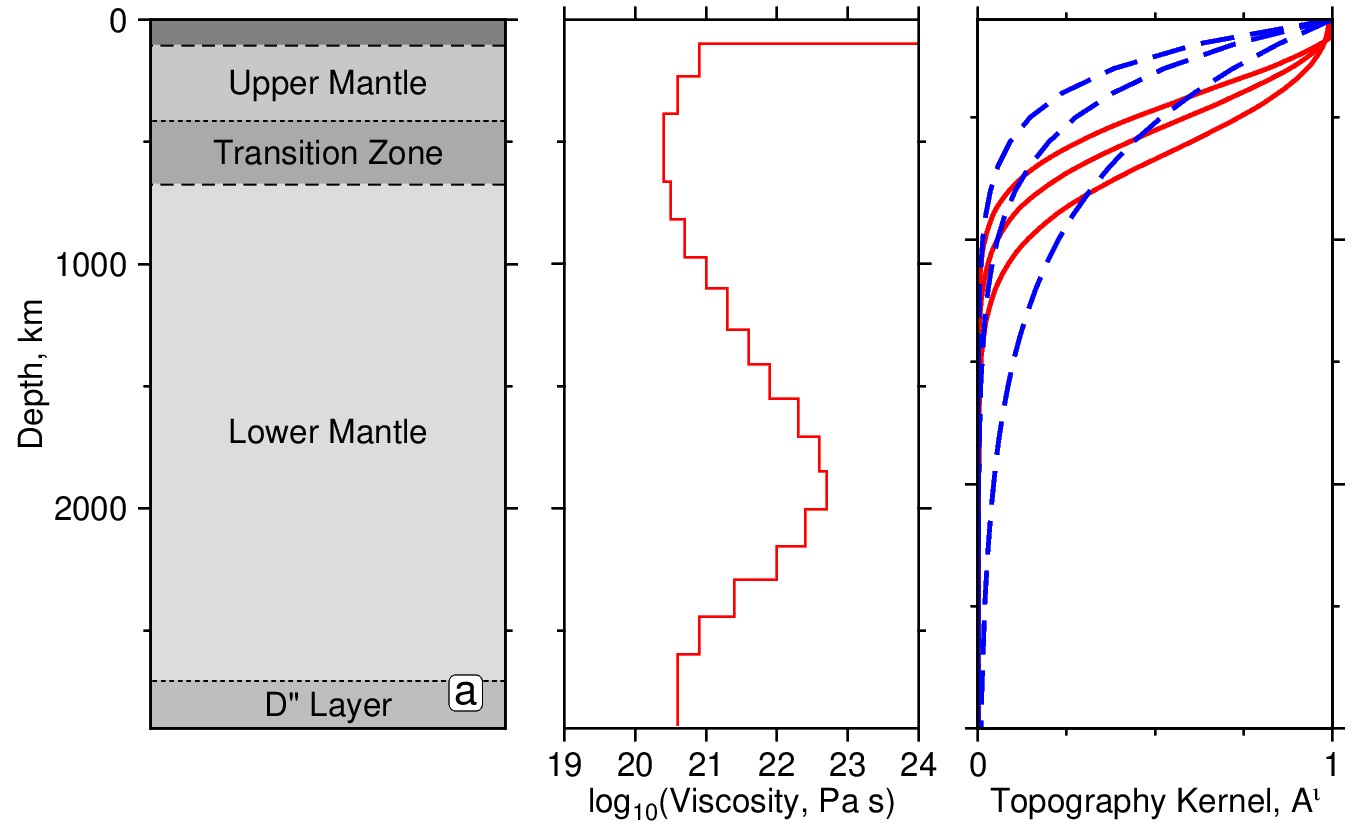 0
Upper Mantle
Transition Zone
1000
Depth, km
Lower Mantle
2000
D" Layer
a
19 20 21 22 23 24
log₁₀(Viscosity, Pa s)
0 1
Topography Kernel, Aᶥ